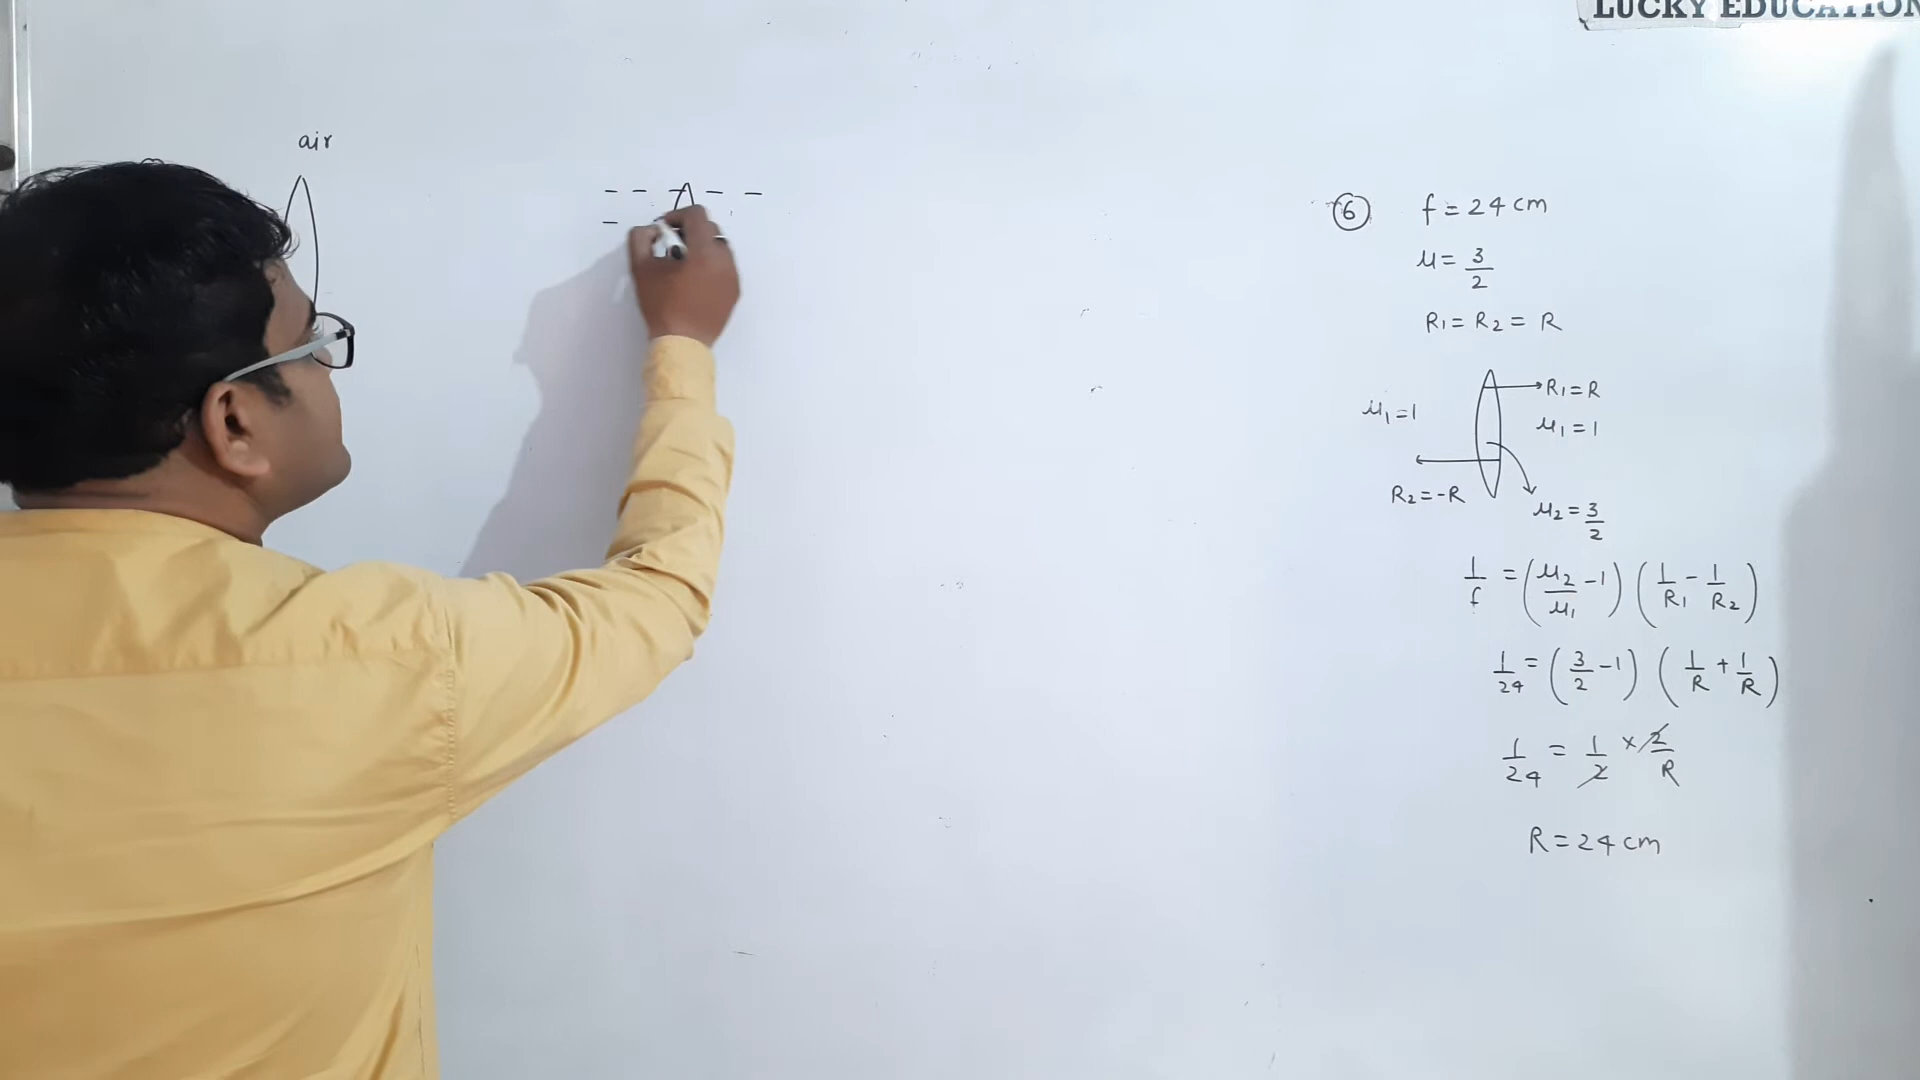 LUCKY EDUCATION
air
⑥ f = 24 cm
μ = 3/2
R₁ = R₂ = R
R₁ = R
μ₁ = 1
μ₁ = 1
R₂ = -R
μ₂ = 3/2
1/f = (μ₂/μ₁ - 1) (1/R₁ - 1/R₂)
1/24 = (3/2 - 1) (1/R + 1/R)
1/24 = 1/2 × 2/R
R = 24 cm